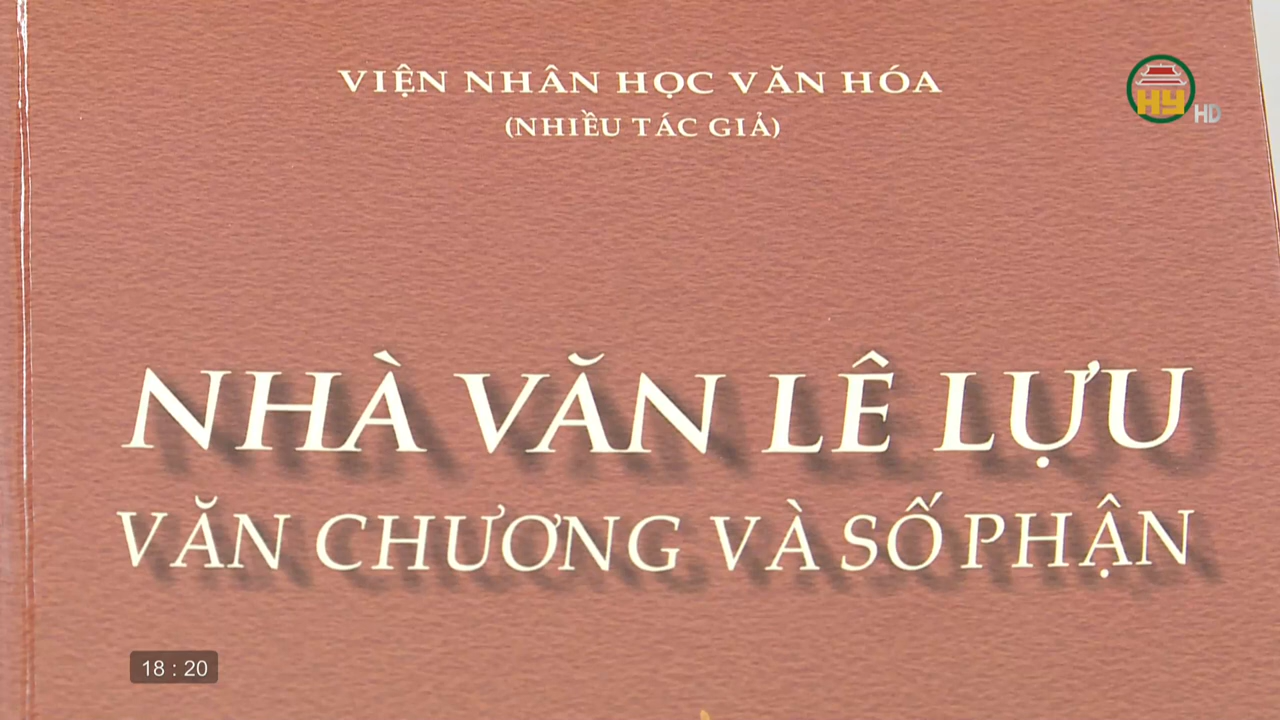 VIỆN NHÂN HỌC VĂN HÓA
(NHIỀU TÁC GIẢ)
HY HD
NHÀ VĂN LÊ LỰU
VĂN CHƯƠNG VÀ SỐ PHẬN
18 : 20